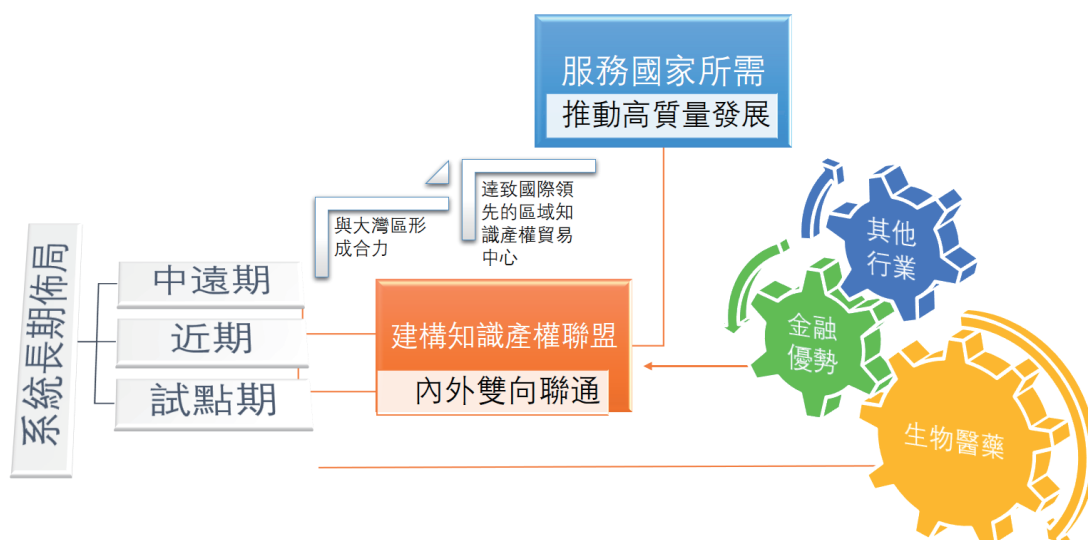 服務國家所需
推動高質量發展
達致國際領
先的區域知
識產權貿易
中心
與大灣區形
成合力
系統長期佈局
中遠期
近期
試點期
建構知識產權聯盟
內外雙向聯通
其他
行業
金融
優勢
生物醫藥